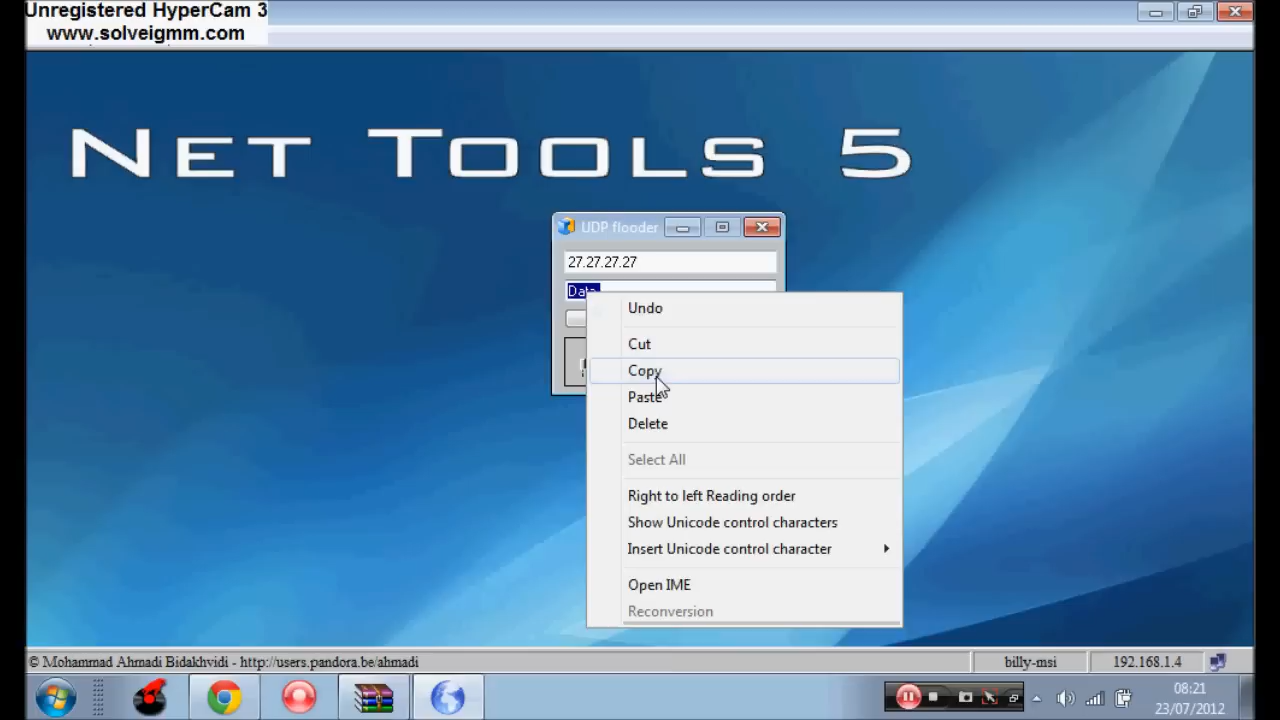 Unregistered HyperCam 3
www.solveigmm.com
NET TOOLS 5
UDP flooder
27.27.27.27
Data
Undo
Cut
Copy
Paste
Delete
Select All
Right to left Reading order
Show Unicode control characters
Insert Unicode control character
Open IME
Reconversion
© Mohammad Ahmadi Bidakhvidi - http://users.pandora.be/ahmadi
billy-msi
192.168.1.4
08:21
23/07/2012